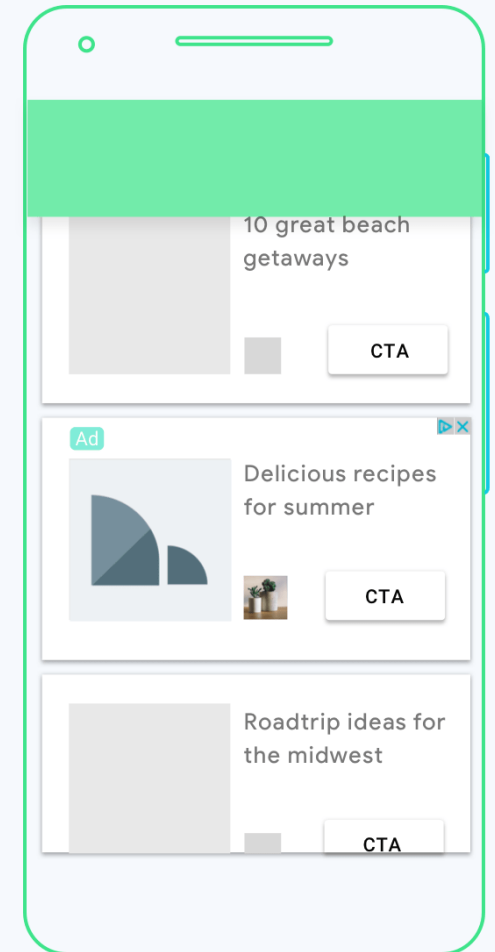 10 great beach
getaways
CTA
Ad
Delicious recipes
for summer
CTA
Roadtrip ideas for
the midwest
CTA